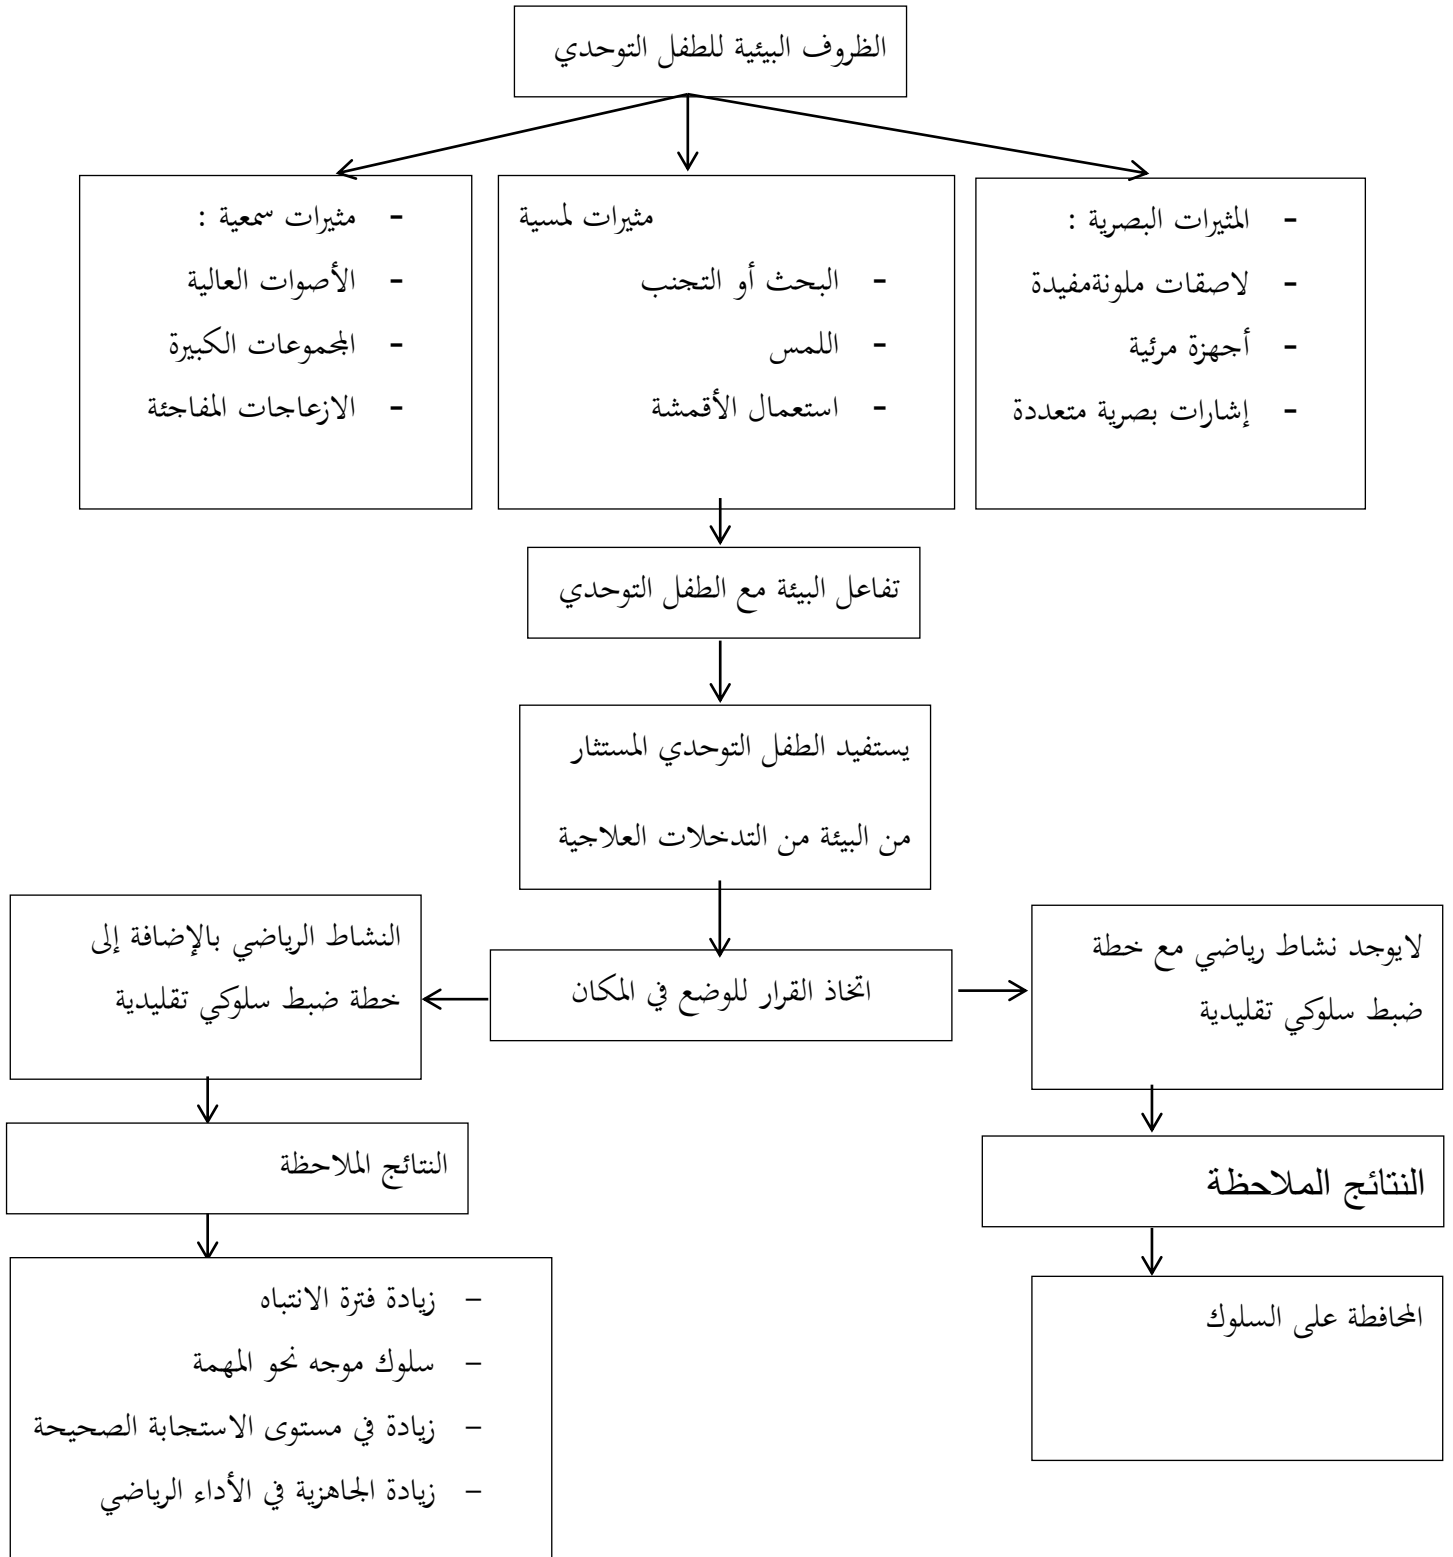 الظروف البيئية للطفل التوحدي
- المثيرات البصرية :
- لاصقات ملونةمفيدة
- أجهزة مرئية
- إشارات بصرية متعددة
مثيرات لمسية
- البحث أو التجنب
- اللمس
- استعمال الأقمشة
- مثيرات سمعية :
- الأصوات العالية
- المجموعات الكبيرة
- الازعاجات المفاجئة
تفاعل البيئة مع الطفل التوحدي
يستفيد الطفل التوحدي المستثار
من البيئة من التدخلات العلاجية
اتخاذ القرار للوضع في المكان
لايوجد نشاط رياضي مع خطة
ضبط سلوكي تقليدية
النتائج الملاحظة
المحافطة على السلوك
النشاط الرياضي بالإضافة إلى
خطة ضبط سلوكي تقليدية
النتائج الملاحظة
- زيادة فترة الانتباه
- سلوك موجه نحو المهمة
- زيادة في مستوى الاستجابة الصحيحة
- زيادة الجاهزية في الأداء الرياضي